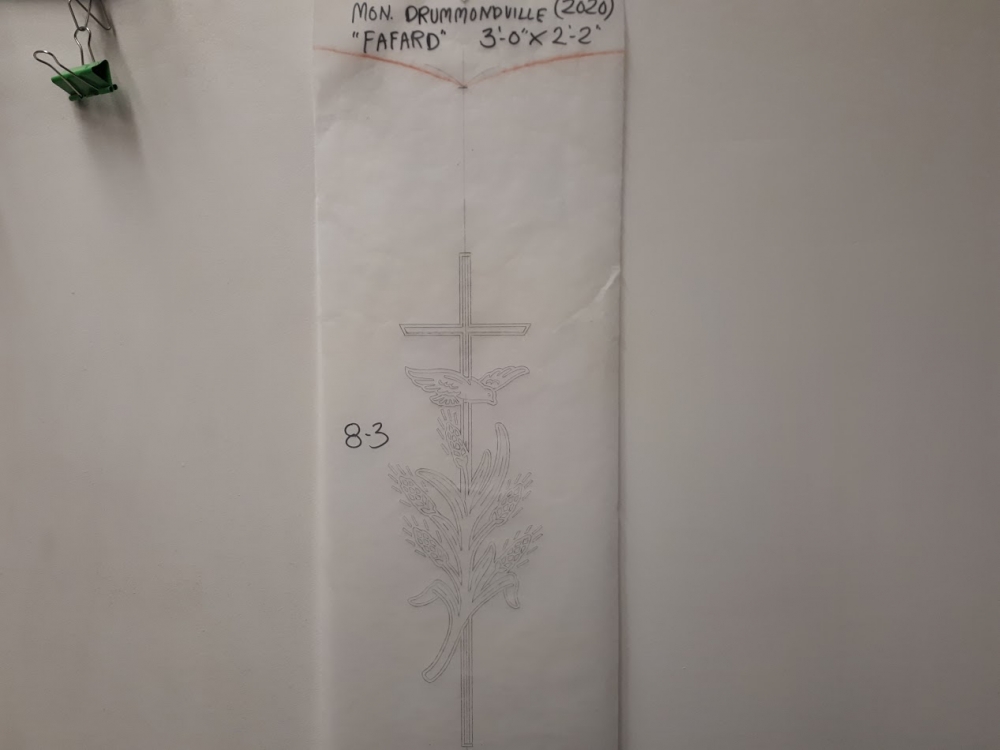 MON. DRUMMONDVILLE (2020)
"FAFARD" 3'-0" X 2'-2"
8-3